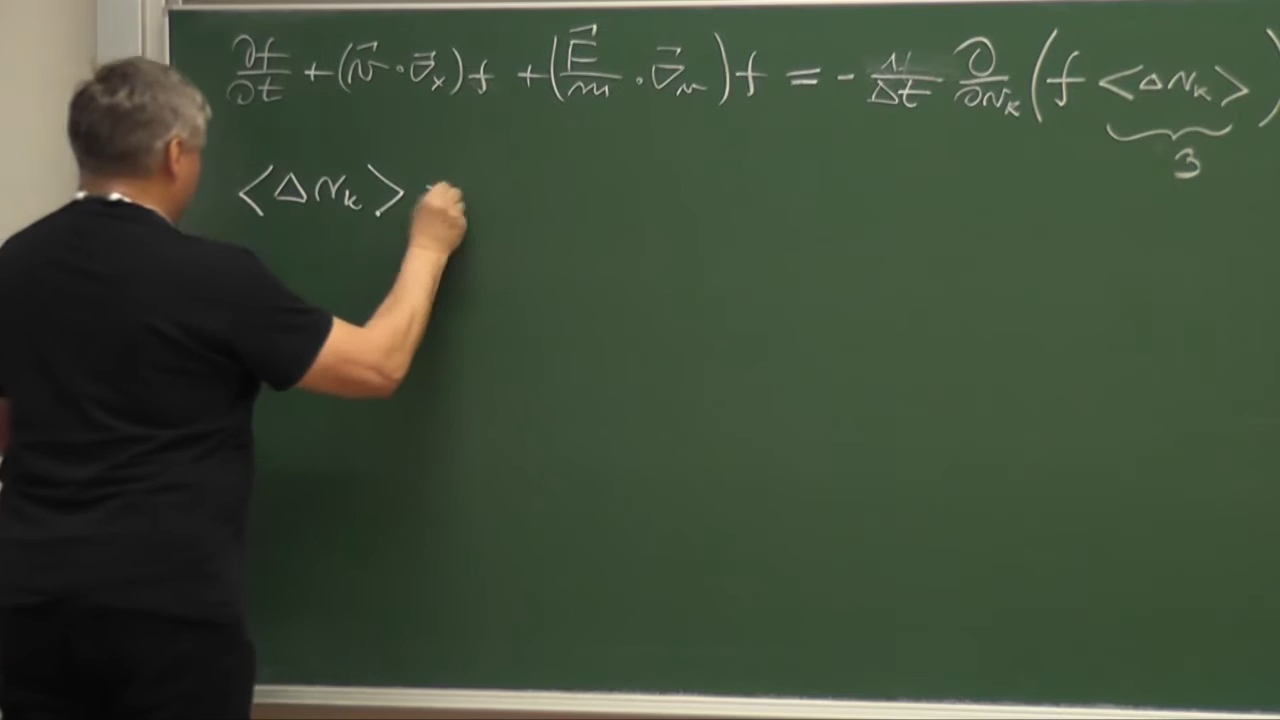 ∂f/∂t + (v⃗ · ∇⃗ₓ) f + (F⃗/m · ∇⃗ᵥ) f = - 1/Δt ∂/∂vₖ (f <Δvₖ>)
3
<Δvₖ>